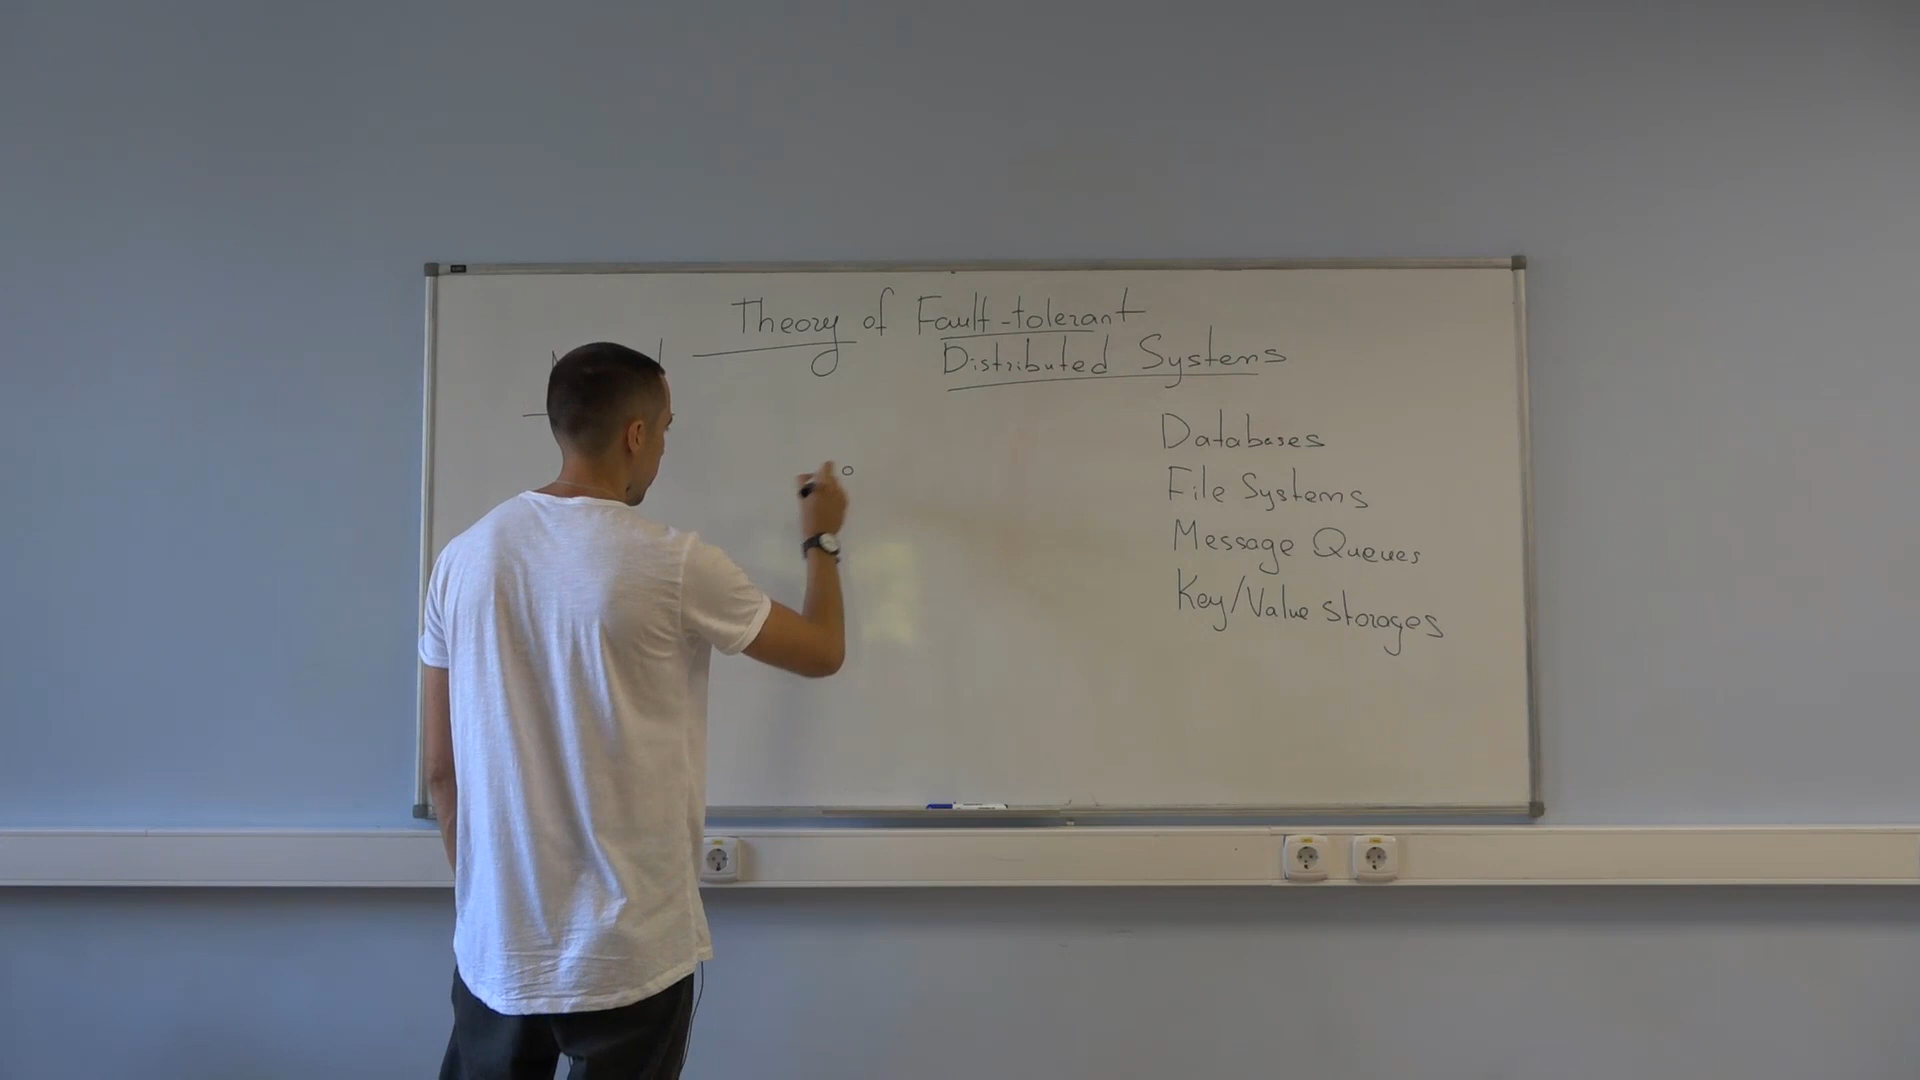 Theory of Fault-tolerant
Distributed Systems
Databases
File Systems
Message Queues
Key/Value storages